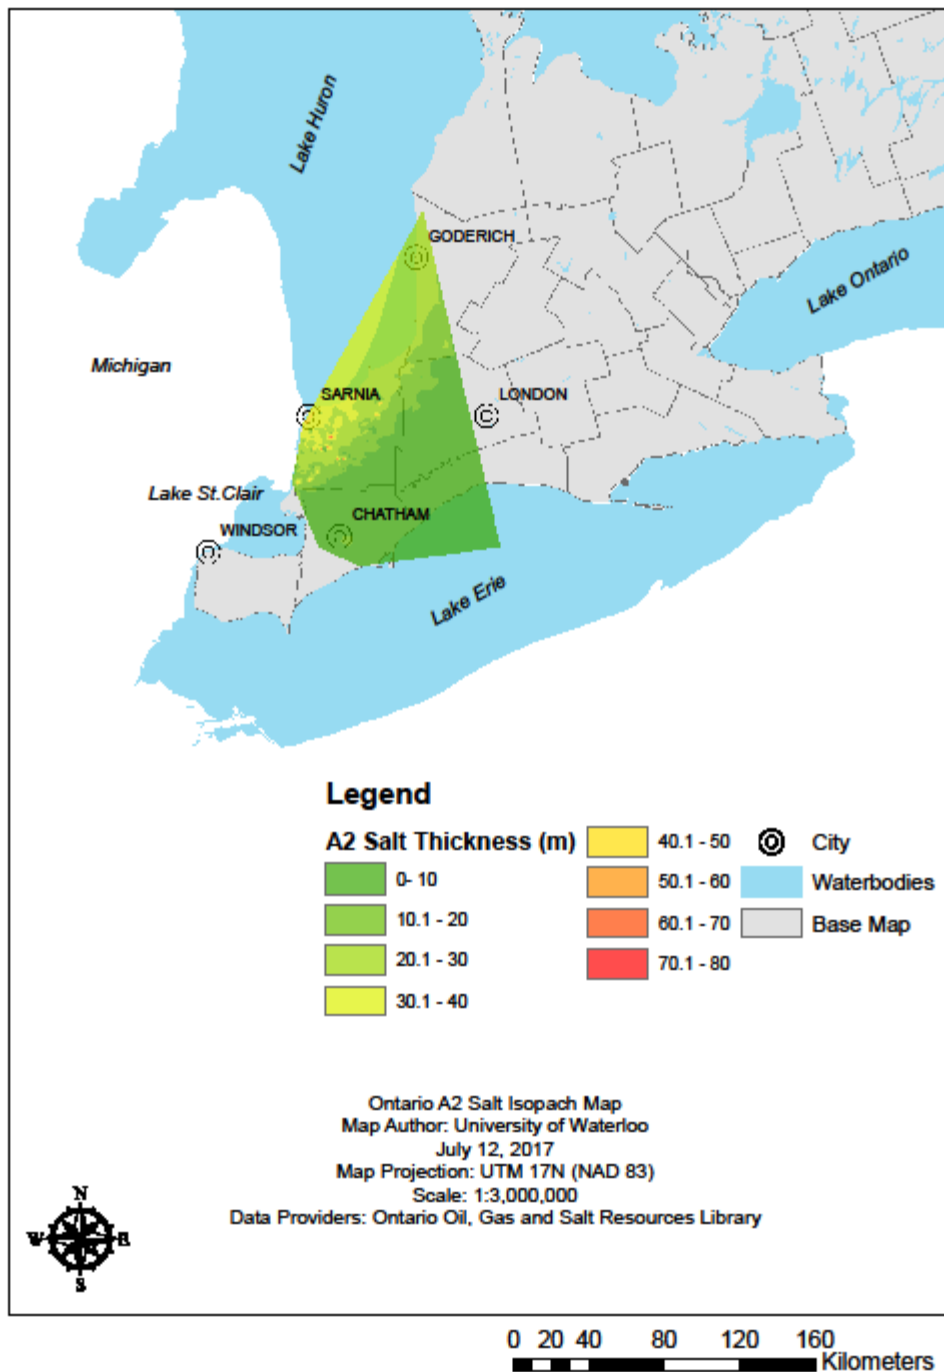 Lake Huron
GODERICH
Lake Ontario
Michigan
SARNIA
LONDON
Lake St.Clair
CHATHAM
WINDSOR
Lake Erie
Legend
A2 Salt Thickness (m)
0- 10
10.1 - 20
20.1 - 30
30.1 - 40
40.1 - 50
50.1 - 60
60.1 - 70
70.1 - 80
City
Waterbodies
Base Map
Ontario A2 Salt Isopach Map
Map Author: University of Waterloo
July 12, 2017
Map Projection: UTM 17N (NAD 83)
Scale: 1:3,000,000
Data Providers: Ontario Oil, Gas and Salt Resources Library
N
W E
S
0 20 40 80 120 160
Kilometers